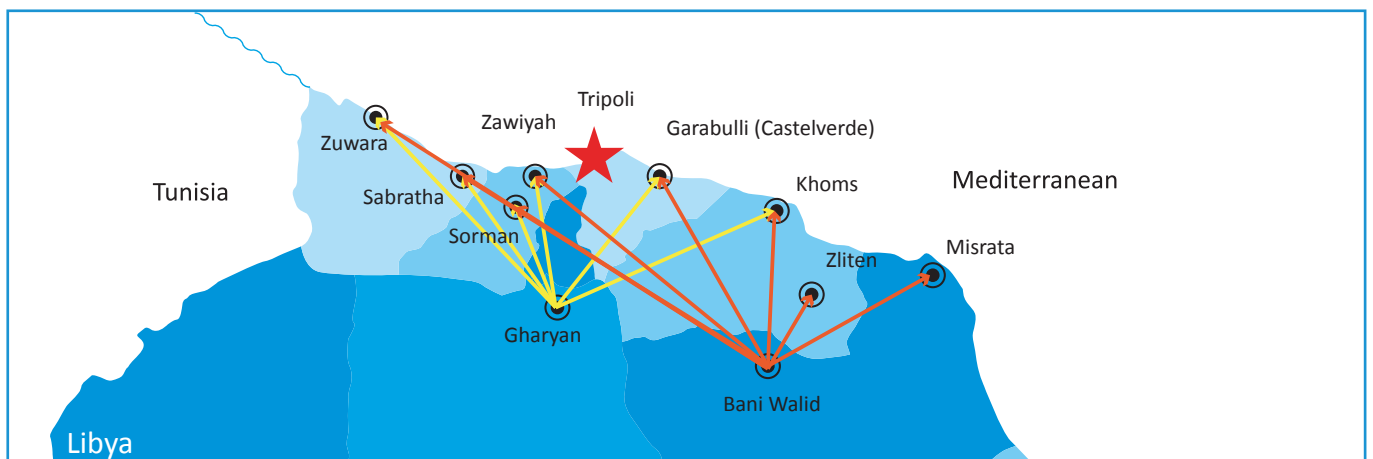 Tripoli
Zawiyah
Garabulli (Castelverde)
Zuwara
Khoms
Mediterranean
Tunisia
Sabratha
Sorman
Zliten
Misrata
Gharyan
Bani Walid
Libya